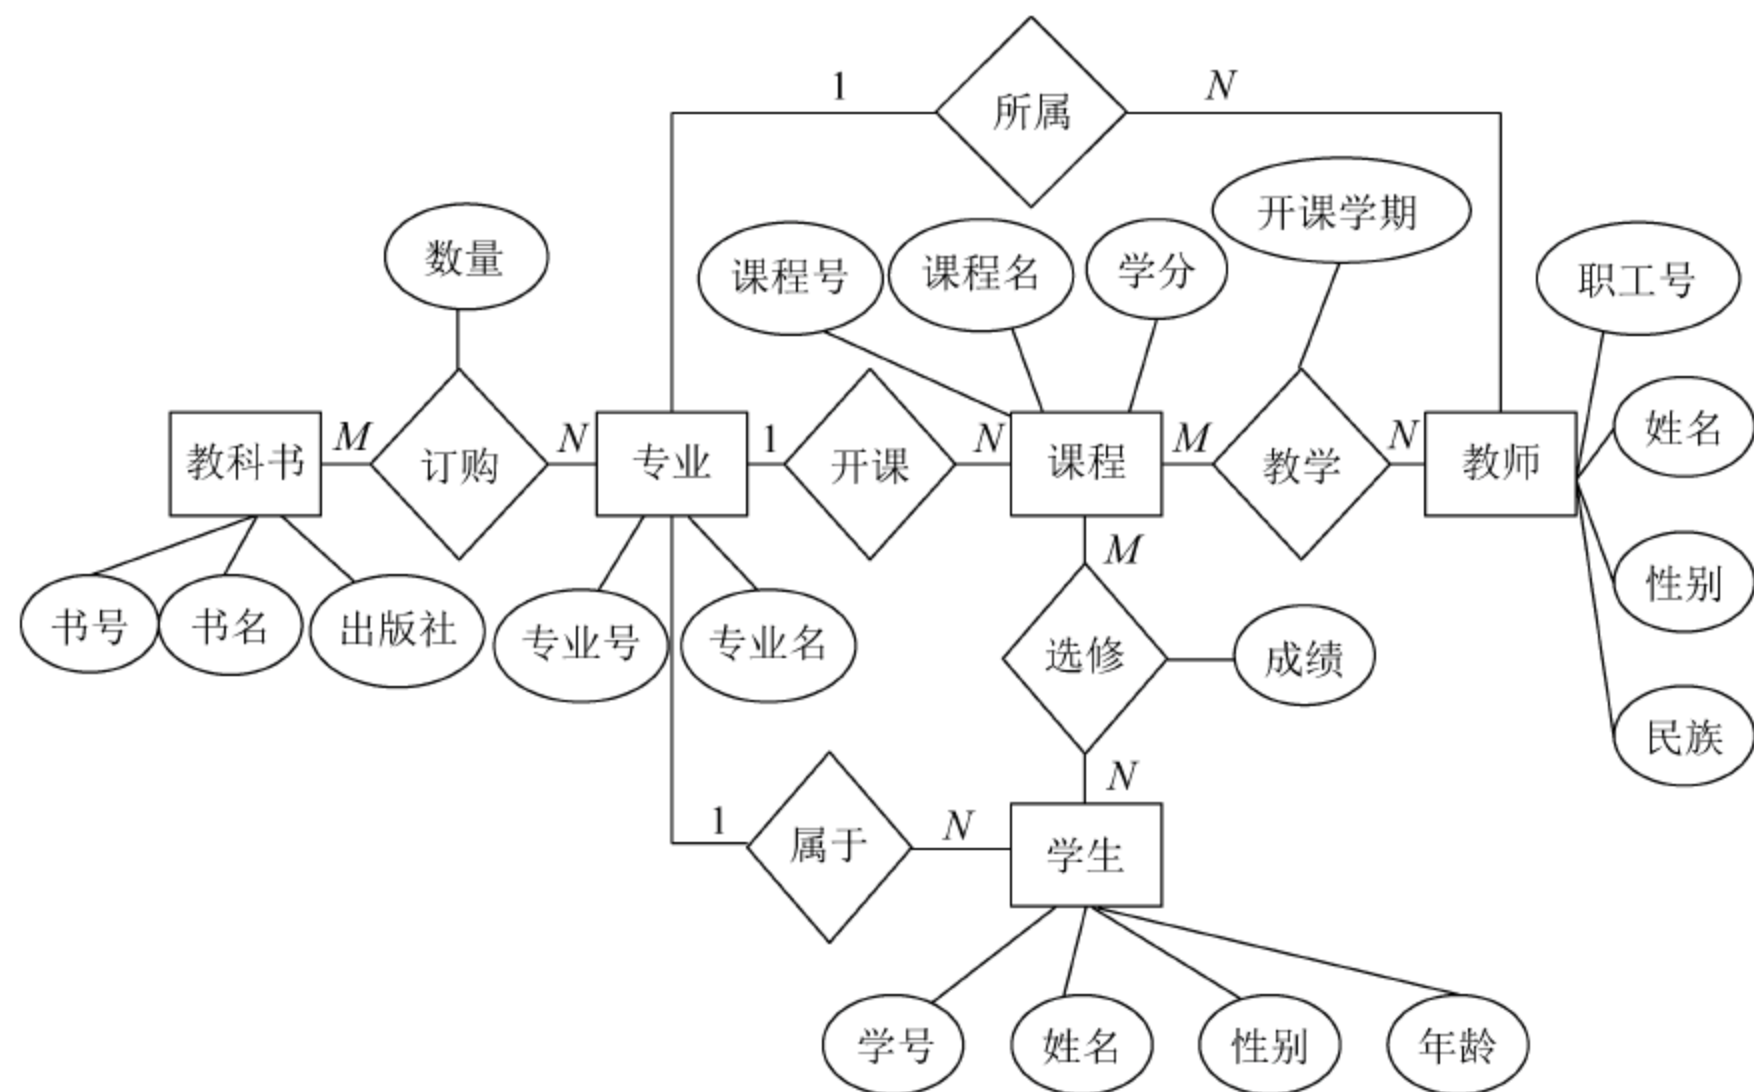 1
所属
N
开课学期
数量
课程号
课程名
学分
职工号
教科书
M
订购
N
专业
1
开课
N
课程
M
教学
N
教师
姓名
M
书号
书名
出版社
专业号
专业名
选修
成绩
性别
民族
N
1
属于
N
学生
学号
姓名
性别
年龄